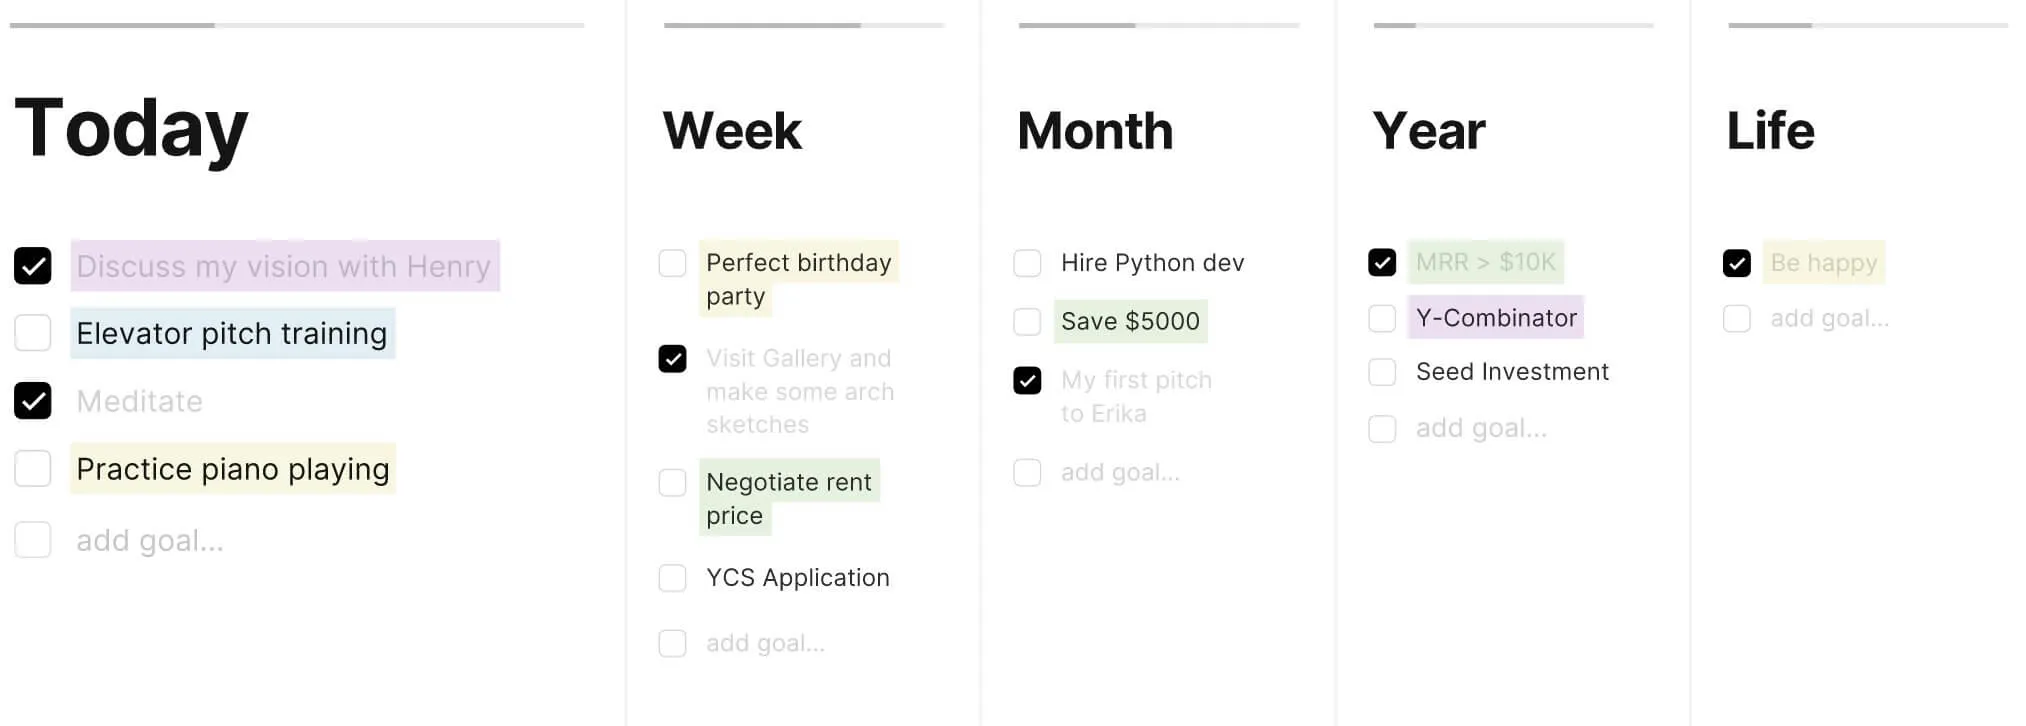 Today
Discuss my vision with Henry
Elevator pitch training
Meditate
Practice piano playing
add goal...
Week
Perfect birthday
party
Visit Gallery and
make some arch
sketches
Negotiate rent
price
YCS Application
add goal...
Month
Hire Python dev
Save $5000
My first pitch
to Erika
add goal...
Year
MRR > $10K
Y-Combinator
Seed Investment
add goal...
Life
Be happy
add goal...